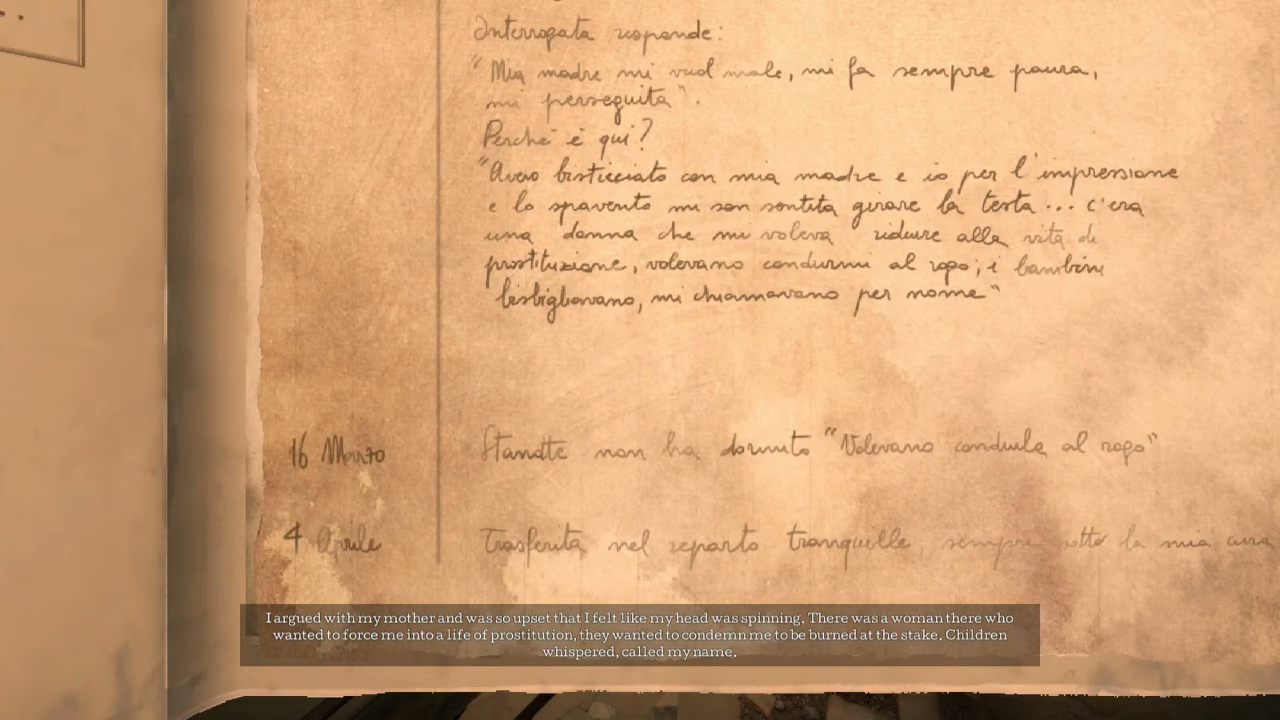 Interrogata risponde:
"Mia madre mi vuol male, mi fa sempre paura,
mi perseguita".
Perché è qui?
"Avevo bisticciato con mia madre e io per l'impressione
e lo spavento mi son sentita girare la testa... c'era
una donna che mi voleva ridurre alla vita di
prostituzione, volevano condurmi al rogo; i bambini
bisbigliavano, mi chiamavano per nome"
16 Marzo
Stanotte non ha dormito "Volevano condurla al rogo"
4 Aprile
Trasferita nel reparto tranquille, sempre sotto la mia cura
I argued with my mother and was so upset that I felt like my head was spinning. There was a woman there who
wanted to force me into a life of prostitution, they wanted to condemn me to be burned at the stake. Children
whispered, called my name.